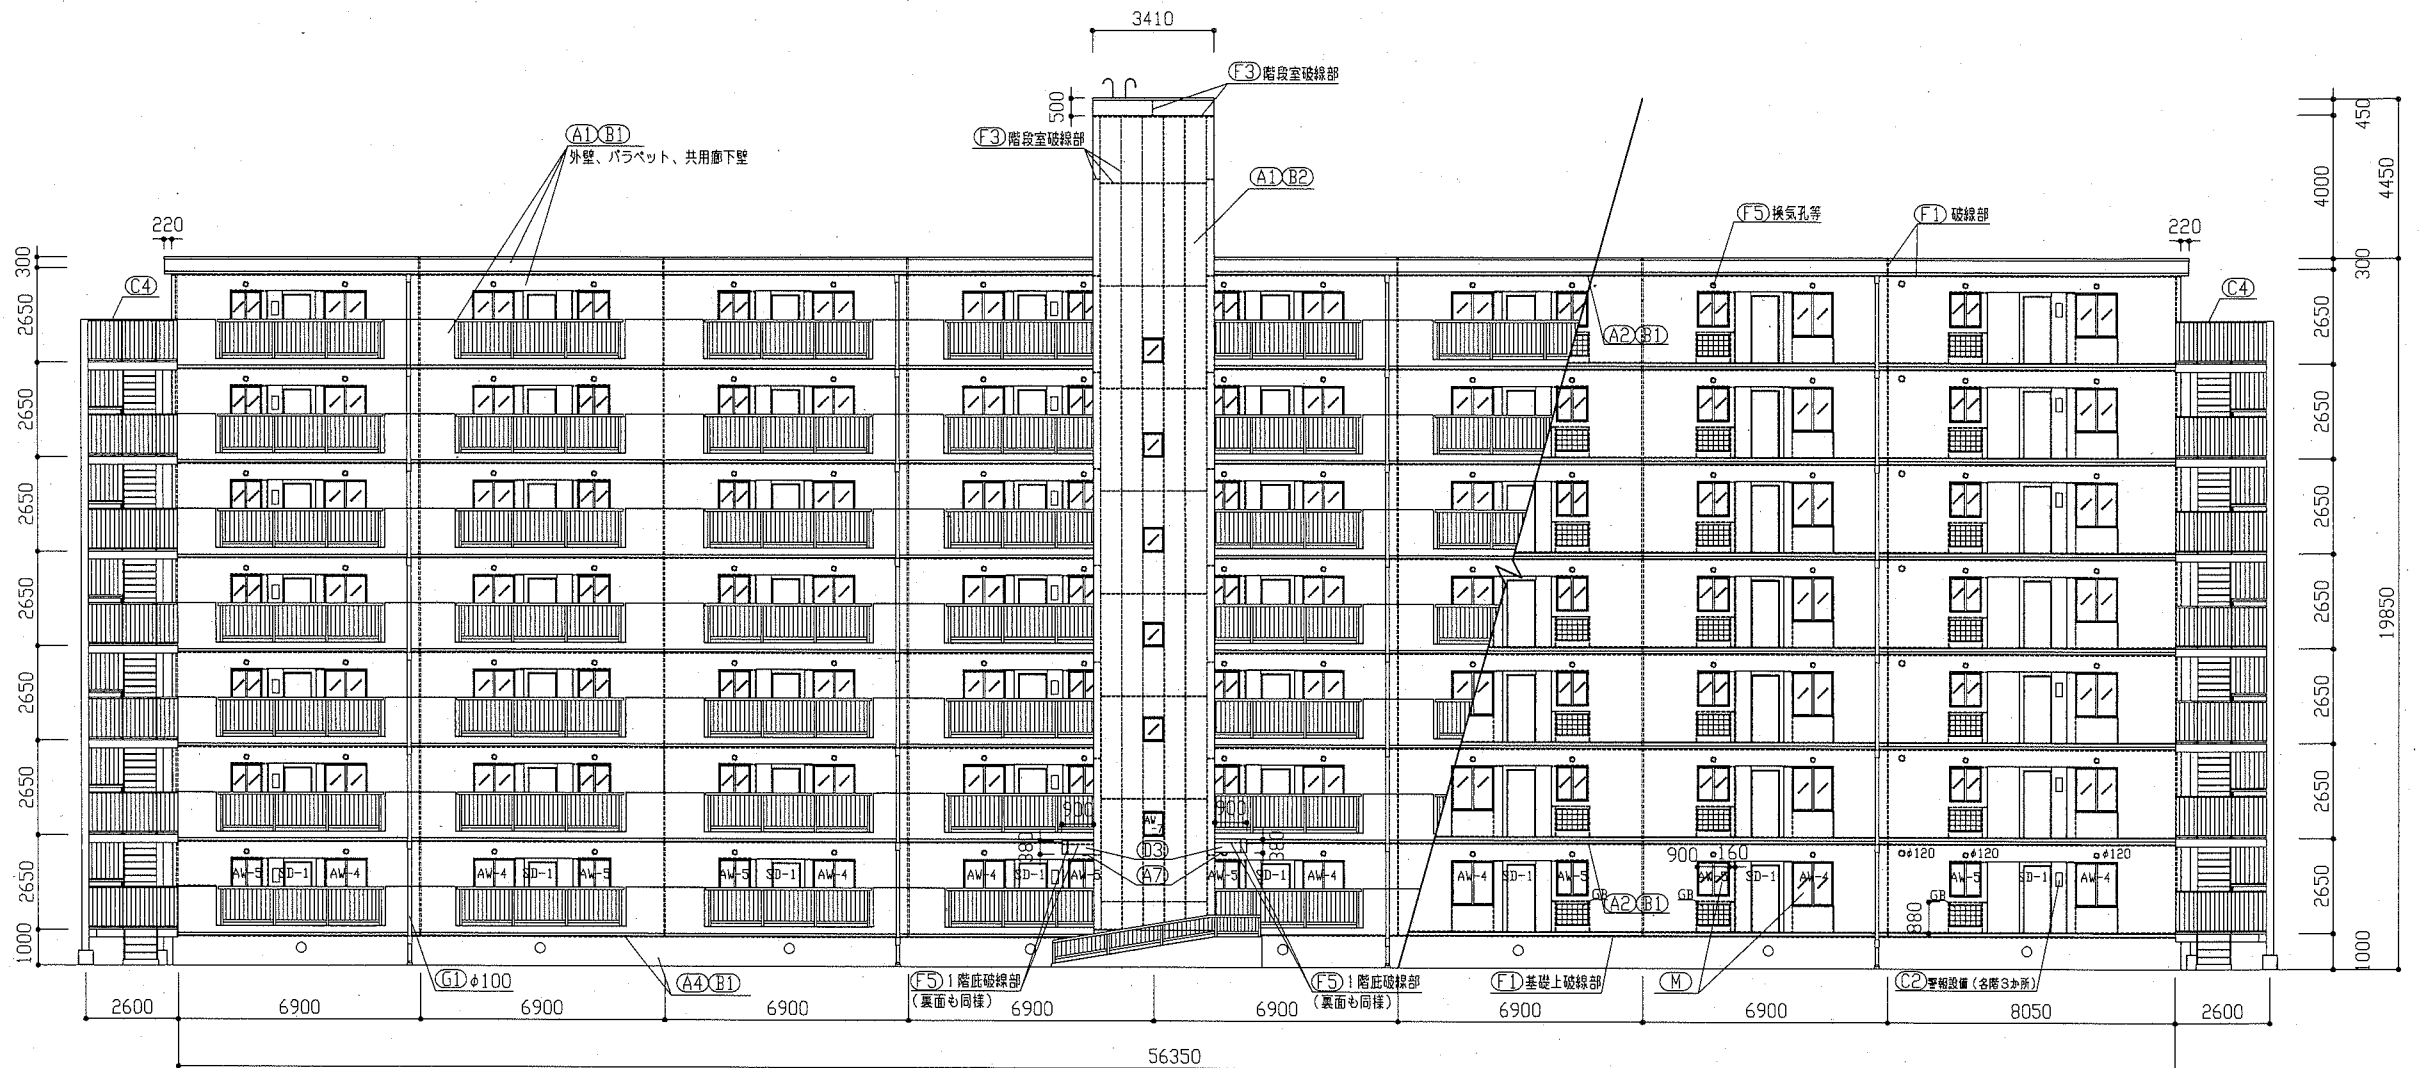 3410
F3 階段室破線部
500
F3 階段室破線部
A1 B1
外壁、パラペット、共用廊下壁
A1 B2
F5 換気孔等
F1 破線部
220
220
450
4000
4450
300
300
C4
C4
A2 B1
2650
2650
2650
2650
2650
2650
2650
1000
2650
2650
2650
2650
2650
2650
2650
1000
19850
900
900
AW-7
380
380
D3
A7
AW-5 SD-1 AW-4
AW-4 SD-1 AW-5
AW-5 SD-1 AW-4
AW-4 SD-1 AW-5
AW-5 SD-1 AW-4
AW-4 SD-1 AW-5
AW-5 SD-1 AW-4
AW-5 SD-1 AW-4
900 160
φ120 φ120 φ120
GB GB GB
880
A2 B1
G1 φ100
A4 B1
F5 1階庇破線部
(裏面も同様)
F5 1階庇破線部
(裏面も同様)
F1 基礎上破線部
M
C2 警報設備(各階3か所)
2600 6900 6900 6900 6900 6900 6900 6900 8050 2600
56350